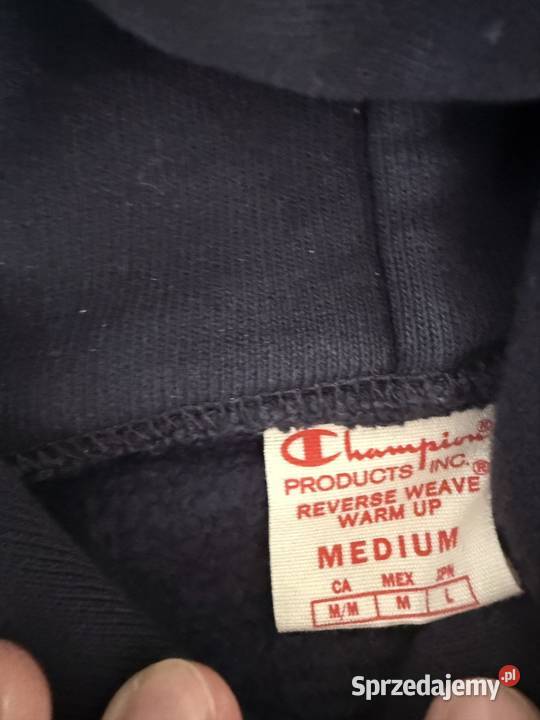 Champion®
PRODUCTS INC.®
REVERSE WEAVE
WARM UP
MEDIUM
CA MEX JPN
M/M M L
Sprzedajemy.pl